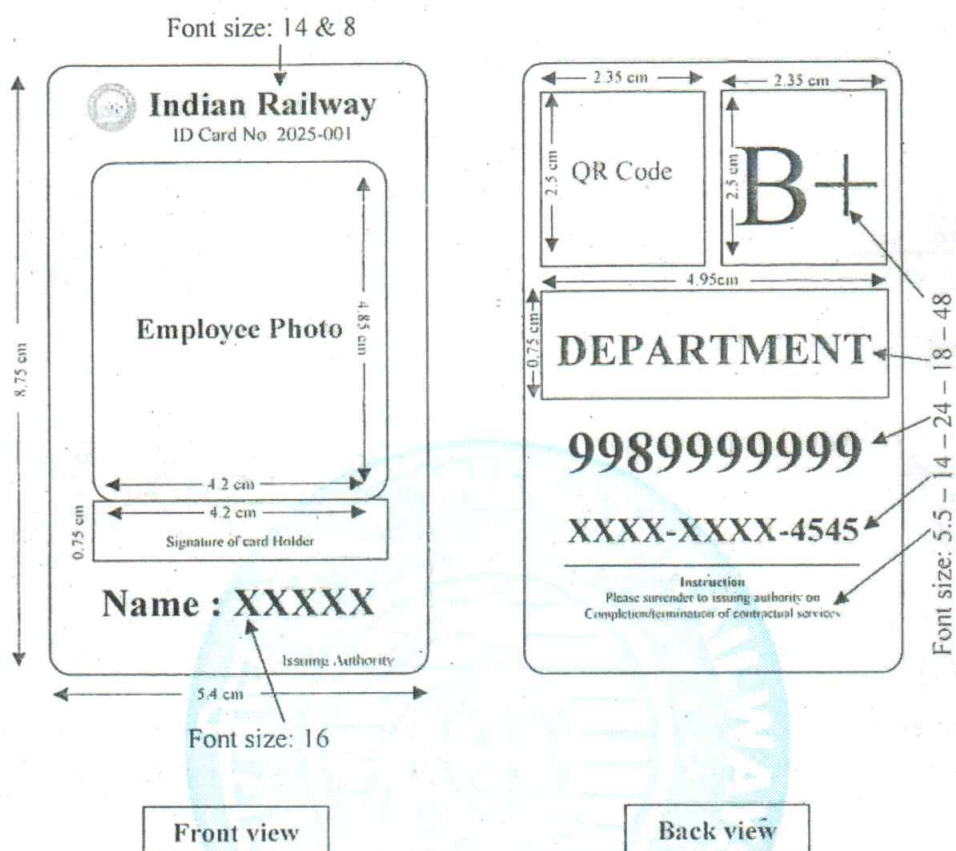 Font size: 14 & 8
Indian Railway
ID Card No 2025-001
8.75 cm
Employee Photo
4.85 cm
4.2 cm
4.2 cm
0.75 cm
Signature of card Holder
Name : XXXXX
Issuing Authority
5.4 cm
Font size: 16
Front view
2.35 cm
2.35 cm
2.5 cm
QR Code
2.5 cm
B+
4.95cm
0.75 cm
DEPARTMENT
9989999999
XXXX-XXXX-4545
Instruction
Please surrender to issuing authority on
Completion/termination of contractual services
Font size: 5.5 – 14 – 24 – 18 – 48
Back view